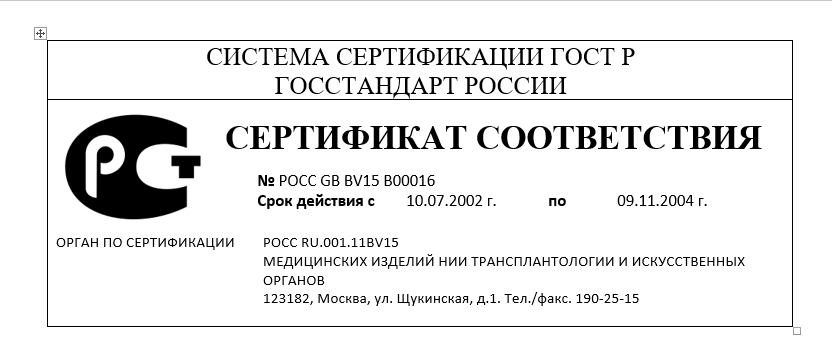 СИСТЕМА СЕРТИФИКАЦИИ ГОСТ Р
ГОССТАНДАРТ РОССИИ
РСТ
СЕРТИФИКАТ СООТВЕТСТВИЯ
№ РОСС GB BV15 B00016
Срок действия с 10.07.2002 г. по 09.11.2004 г.
ОРГАН ПО СЕРТИФИКАЦИИ РОСС RU.001.11BV15
МЕДИЦИНСКИХ ИЗДЕЛИЙ НИИ ТРАНСПЛАНТОЛОГИИ И ИСКУССТВЕННЫХ
ОРГАНОВ
123182, Москва, ул. Щукинская, д.1. Тел./факс. 190-25-15